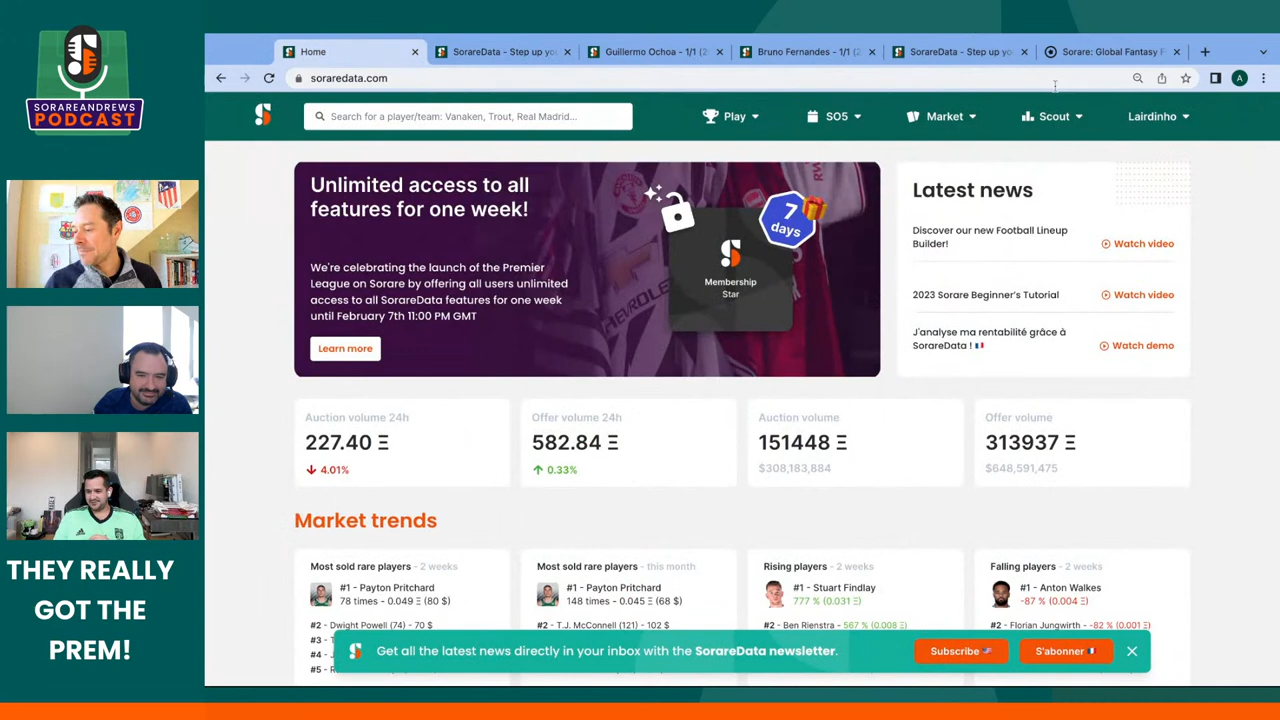 SORAREANDREWS
PODCAST
THEY REALLY
GOT THE
PREM!
Home
SorareData - Step up yo
Guillermo Ochoa - 1/1 (2
Bruno Fernandes - 1/1 (2
SorareData - Step up yo
Sorare: Global Fantasy F
soraredata.com
A
Search for a player/team: Vanaken, Trout, Real Madrid...
Play
SO5
Market
Scout
Lairdinho
Unlimited access to all
features for one week!
We're celebrating the launch of the Premier
League on Sorare by offering all users unlimited
access to all SorareData features for one week
until February 7th 11:00 PM GMT
Learn more
CHEVROLET
7
days
Membership
Star
Latest news
Discover our new Football Lineup
Builder!
Watch video
2023 Sorare Beginner's Tutorial
Watch video
J'analyse ma rentabilité grâce à
SorareData ! 🇫🇷
Watch demo
Auction volume 24h
227.40 Ξ
4.01%
Offer volume 24h
582.84 Ξ
0.33%
Auction volume
151448 Ξ
$308,183,884
Offer volume
313937 Ξ
$648,591,475
Market trends
Most sold rare players - 2 weeks
#1 - Payton Pritchard
78 times - 0.049 Ξ (80 $)
#2 - Dwight Powell (74) - 70 $
#3 - T
#4 - J
#5 - R
Most sold rare players - this month
#1 - Payton Pritchard
148 times - 0.045 Ξ (68 $)
#2 - T.J. McConnell (121) - 102 $
Rising players - 2 weeks
#1 - Stuart Findlay
777 % (0.031 Ξ)
#2 - Ben Rienstra - 567 % (0.008 Ξ)
Falling players - 2 weeks
#1 - Anton Walkes
-87 % (0.004 Ξ)
#2 - Florian Jungwirth - -82 % (0.001 Ξ)
Get all the latest news directly in your inbox with the SorareData newsletter.
Subscribe 🇺🇸
S'abonner 🇫🇷